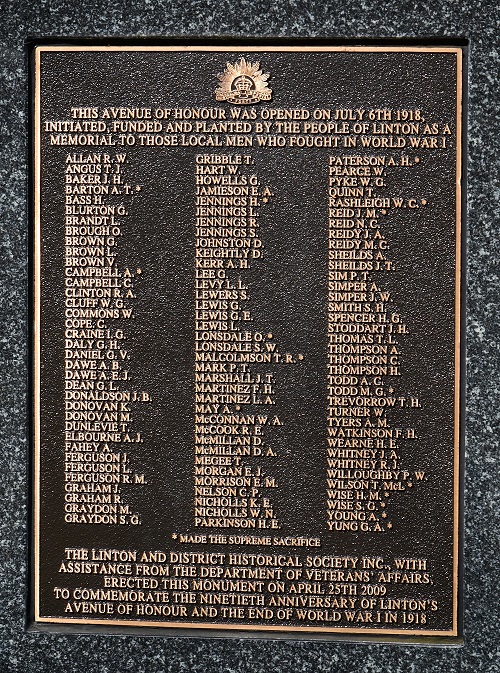 THIS AVENUE OF HONOUR WAS OPENED ON JULY 6TH 1918,
INITIATED, FUNDED AND PLANTED BY THE PEOPLE OF LINTON AS A
MEMORIAL TO THOSE LOCAL MEN WHO FOUGHT IN WORLD WAR I
ALLAN R. W.
ANGUS T. J.
BAKER J. H.
BARTON A. T. *
BASS H.
BLURTON G.
BRANDT L.
BROUGH O.
BROWN G.
BROWN L.
BROWN V.
CAMPBELL A. *
CAMPBELL C.
CLINTON R. A.
CLUFF W. G.
COMMONS W.
COPE. C.
CRAINE L G.
DALY G. H.
DANIEL G. V.
DAWE A. B.
DAWE A. E. J.
DEAN G. L.
DONALDSON J. B.
DONOVAN K.
DONOVAN M.
DUNLEVIE T.
ELBOURNE A. J.
FAHEY A.
FERGUSON J.
FERGUSON L.
FERGUSON R. M.
GRAHAM J.
GRAHAM R.
GRAYDON M.
GRAYDON S. G.
GRIBBLE T.
HART W.
HOWELLS G.
JAMIESON E. A.
JENNINGS H. *
JENNINGS L.
JENNINGS R.
JENNINGS S.
JOHNSTON D.
KEIGHTLY D.
KERR A. H.
LEE G.
LEVY L. L.
LEWERS S.
LEWIS G.
LEWIS G. E.
LEWIS L.
LONSDALE O. *
LONSDALE S. W.
MALCOLMSON T. R. *
MARK P. T.
MARSHALL J. T.
MARTINEZ F. H.
MARTINEZ L. A.
MAY A. *
McCONNAN W. A.
McCOOK R. E.
McMILLAN D.
McMILLAN D. A.
MEGEE T.
MORGAN E. J.
MORRISON E. M.
NELSON C. P.
NICHOLLS K. E.
NICHOLLS W. N.
PARKINSON H. E.
PATERSON A. H. *
PEARCE W.
PYKE W. G.
QUINN T.
RASHLEIGH W. C. *
REID J. M. *
REID N. C.
REIDY J. A.
REIDY M. C.
SHEILDS A.
SHEILDS J. T.
SIM P. T.
SIMPER A.
SIMPER J. W.
SMITH S. H.
SPENCER H. G.
STODDART J. H.
THOMAS T. L.
THOMPSON A.
THOMPSON C.
THOMPSON H.
TODD A. C.
TODD M. G. *
TREVORROW T. H.
TURNER W.
TYERS A. M.
WATKINSON F. H.
WEARNE H. E.
WHITNEY J. A.
WHITNEY R. J.
WILLOUGHBY P. W.
WILSON T. McL *
WISE H. M. *
WISE S. G. *
YOUNG A. *
YUNG G. A. *
* MADE THE SUPREME SACRIFICE
THE LINTON AND DISTRICT HISTORICAL SOCIETY INC., WITH
ASSISTANCE FROM THE DEPARTMENT OF VETERANS' AFFAIRS,
ERECTED THIS MONUMENT ON APRIL 25TH 2009
TO COMMEMORATE THE NINETIETH ANNIVERSARY OF LINTON'S
AVENUE OF HONOUR AND THE END OF WORLD WAR I IN 1918